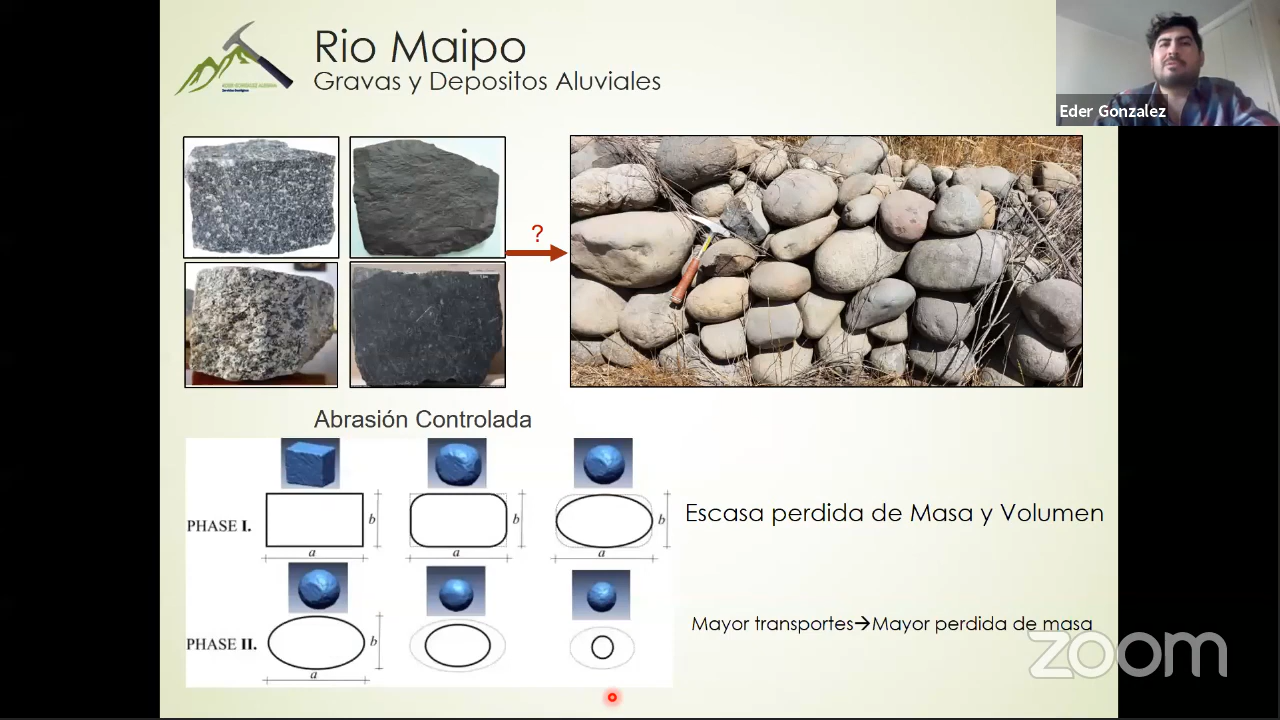 Rio Maipo
Gravas y Depositos Aluviales
Eder Gonzalez
?
Abrasión Controlada
PHASE I.
b
b
b
a
a
a
Escasa perdida de Masa y Volumen
PHASE II.
b
a
Mayor transportes→Mayor perdida de masa
zoom